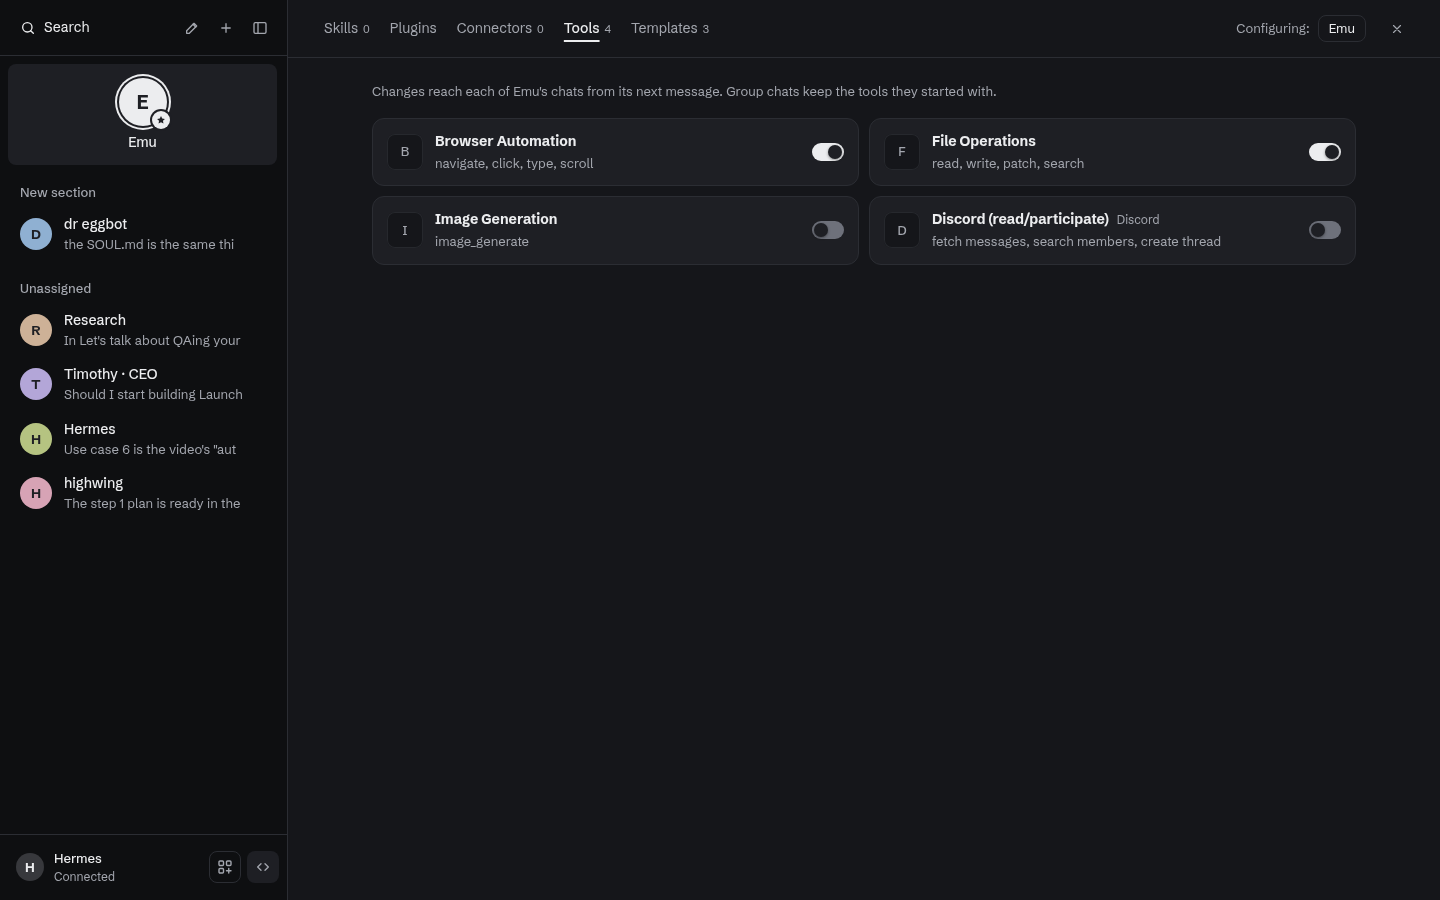 Search
E
Emu
New section
D
dr eggbot
the SOUL.md is the same thi
Unassigned
R
Research
In Let's talk about QAing your
T
Timothy · CEO
Should I start building Launch
H
Hermes
Use case 6 is the video's "aut
H
highwing
The step 1 plan is ready in the
H
Hermes
Connected
Skills 0 Plugins Connectors 0 Tools 4 Templates 3
Configuring: Emu
Changes reach each of Emu's chats from its next message. Group chats keep the tools they started with.
B
Browser Automation
navigate, click, type, scroll
F
File Operations
read, write, patch, search
I
Image Generation
image_generate
D
Discord (read/participate) Discord
fetch messages, search members, create thread